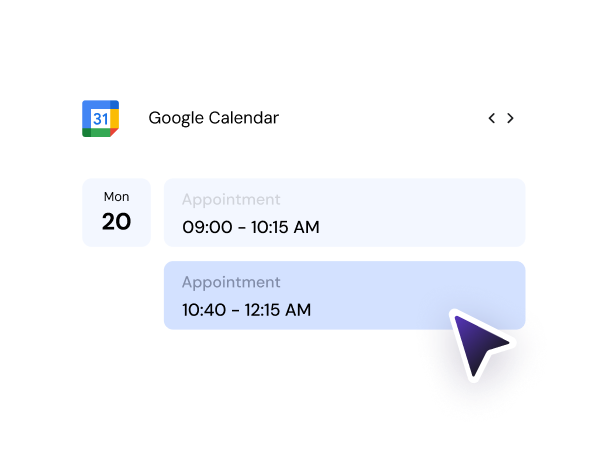 31
Google Calendar
Mon
20
Appointment
09:00 - 10:15 AM
Appointment
10:40 - 12:15 AM